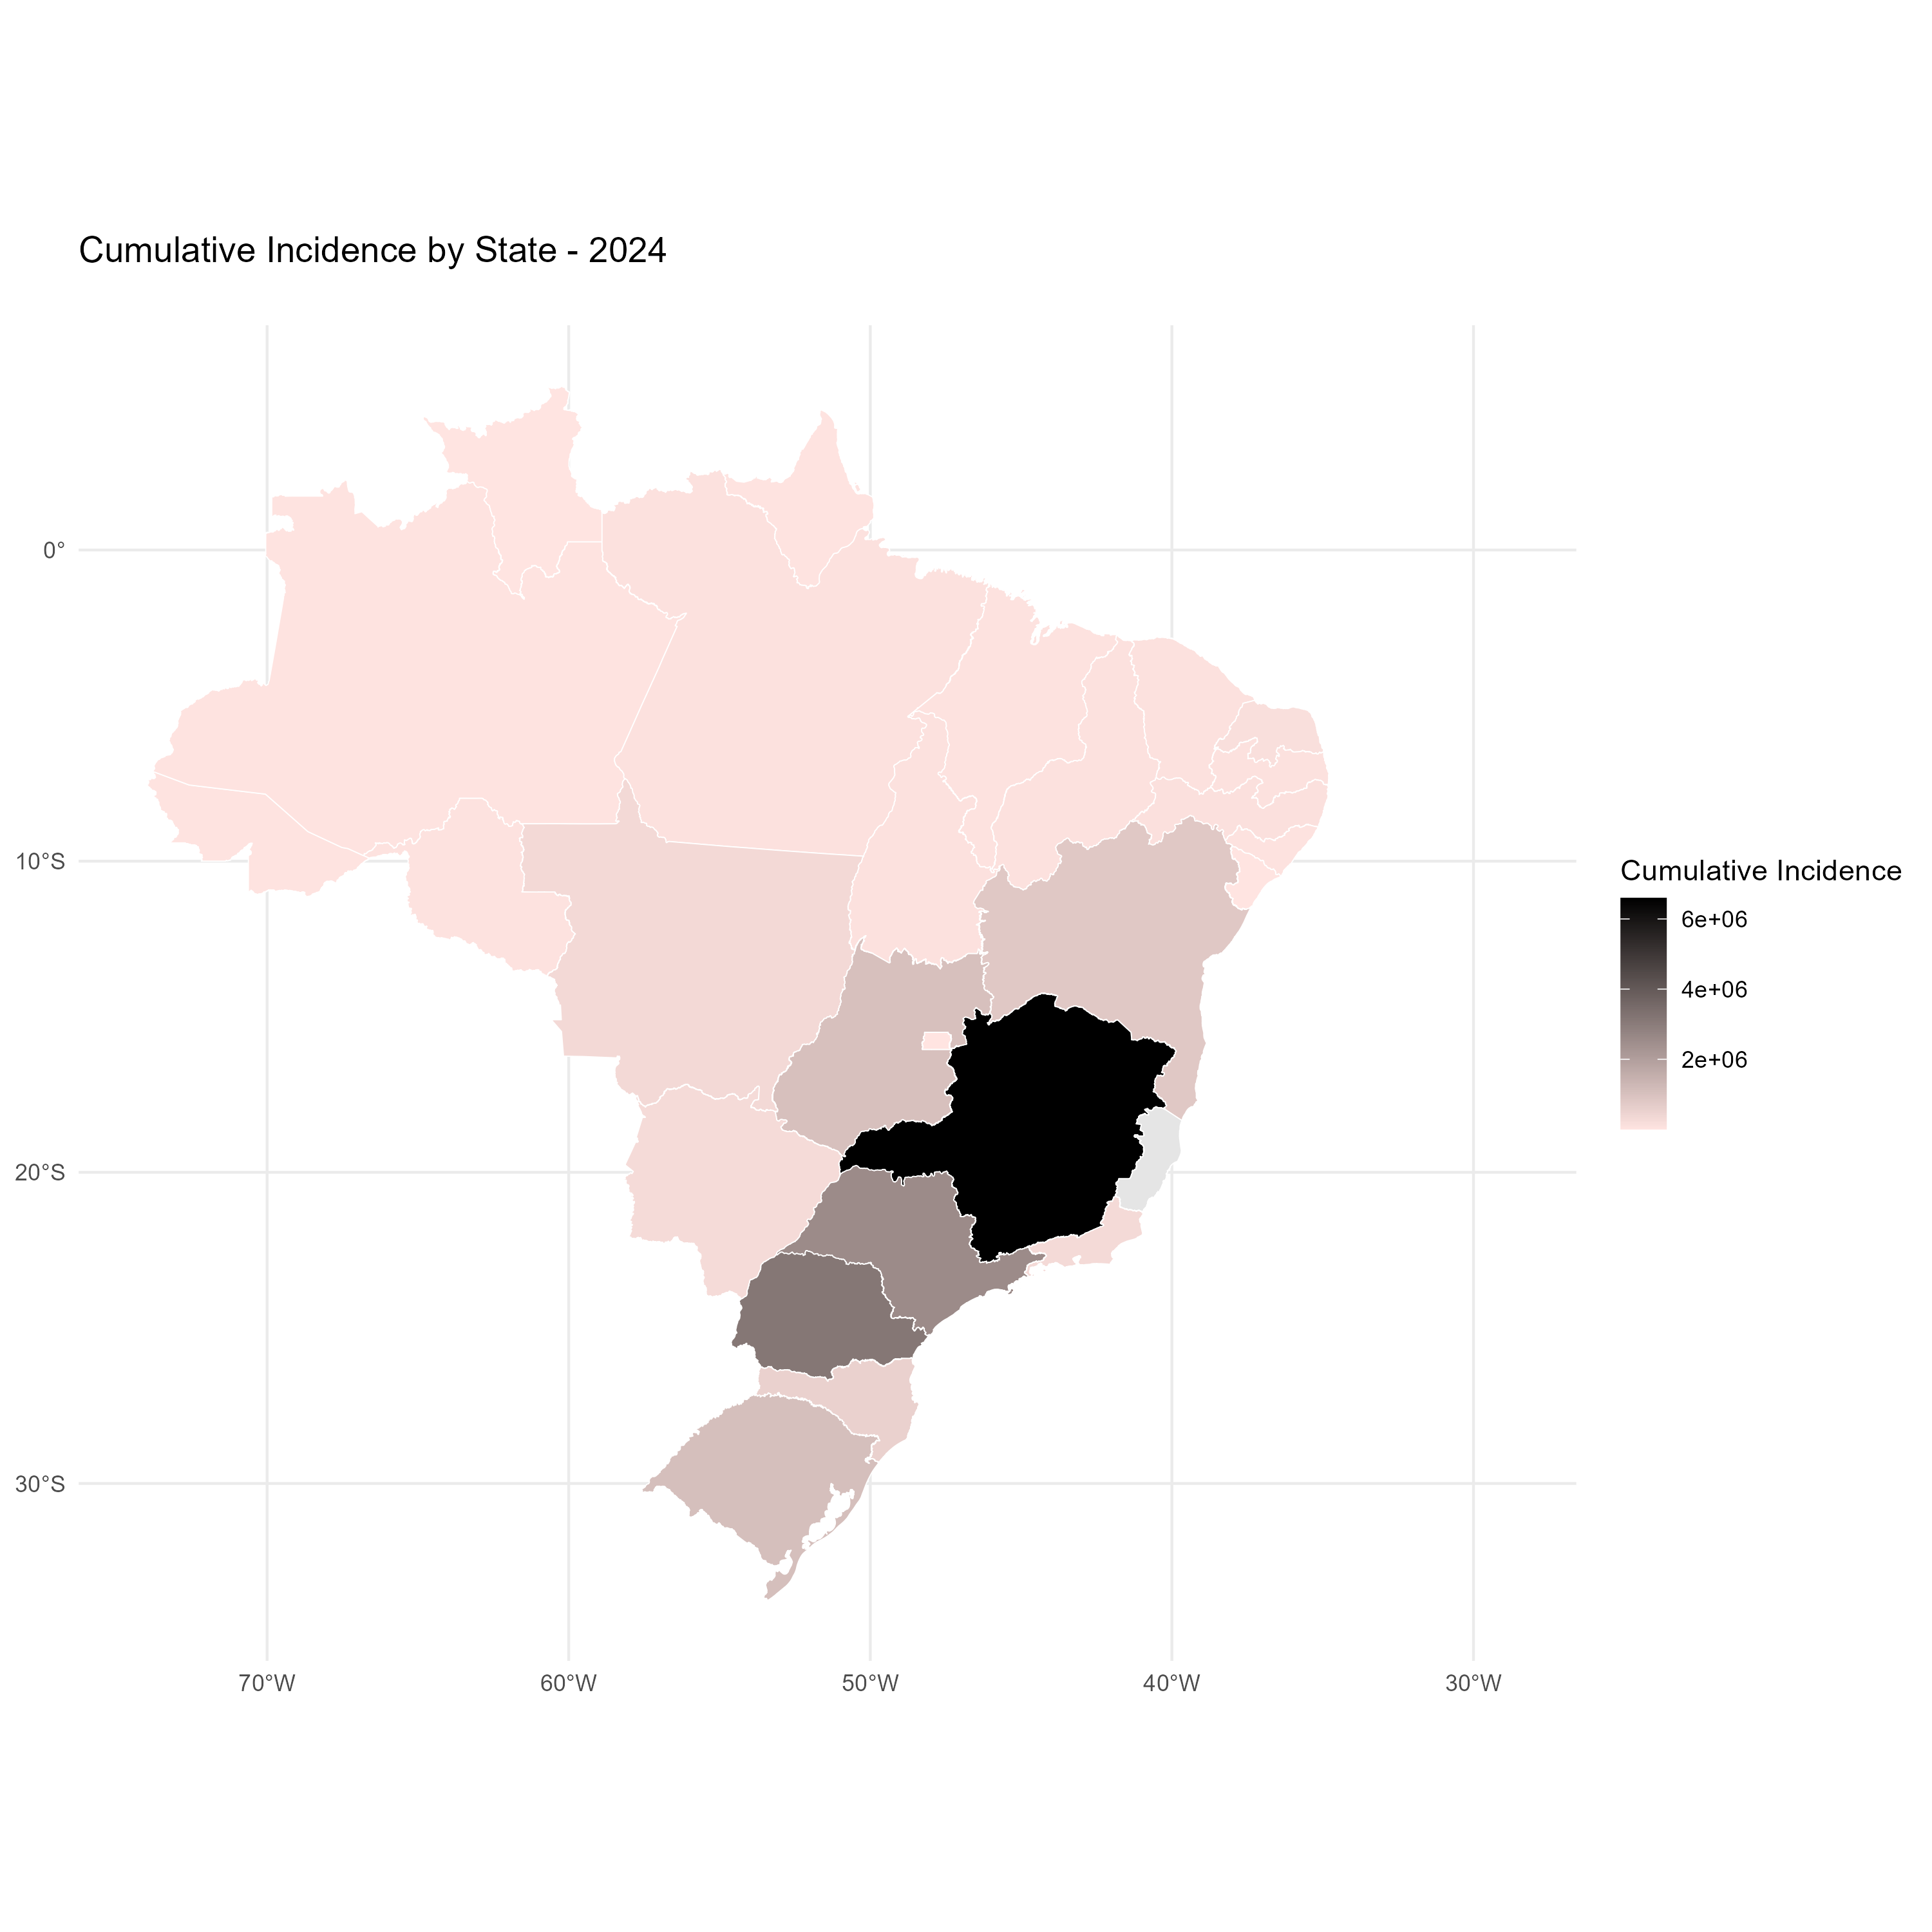 Cumulative Incidence by State - 2024
0°
10°S
20°S
30°S
70°W
60°W
50°W
40°W
30°W
Cumulative Incidence
6e+06
4e+06
2e+06